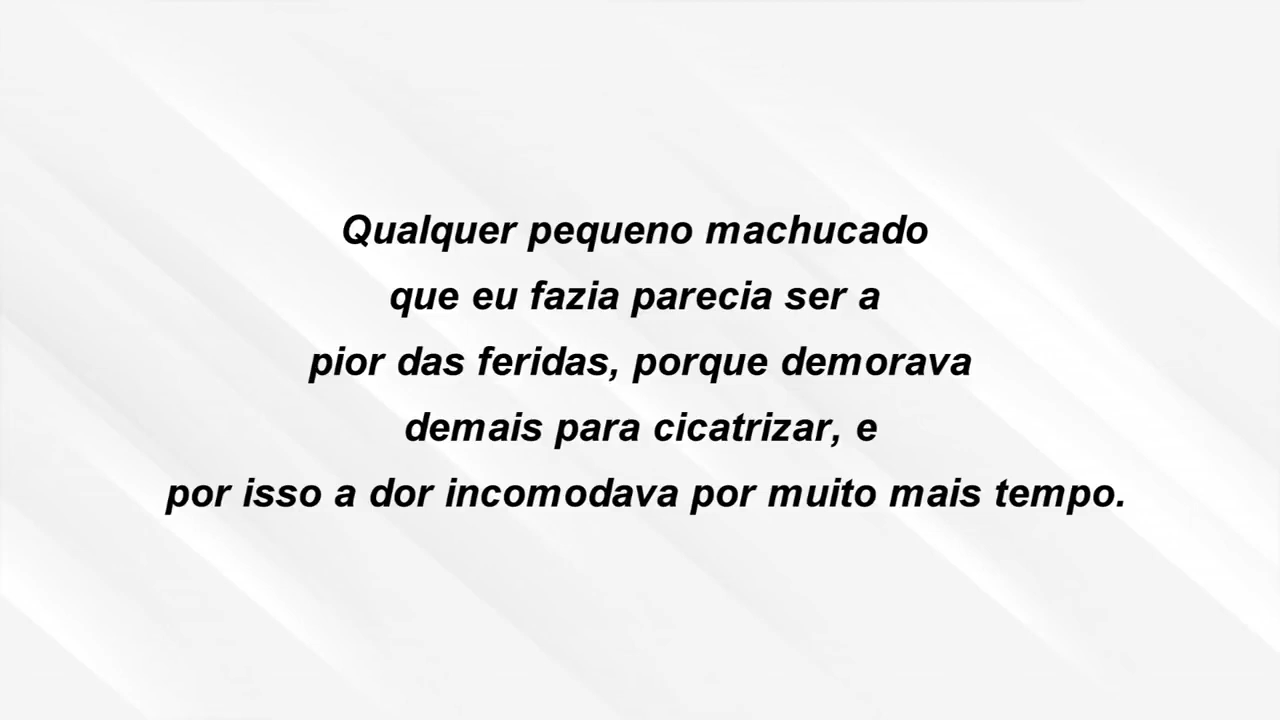 Qualquer pequeno machucado
que eu fazia parecia ser a
pior das feridas, porque demorava
demais para cicatrizar, e
por isso a dor incomodava por muito mais tempo.